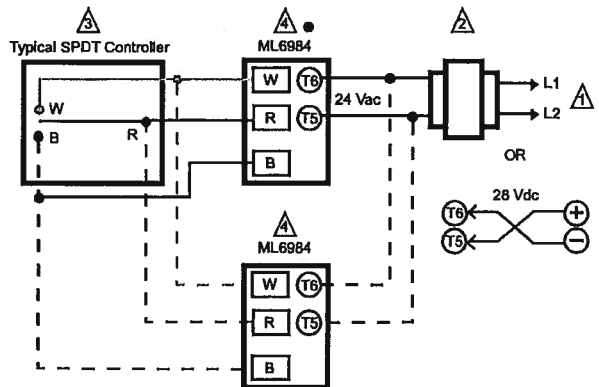 3
4
2
Typical SPDT Controller
ML6984
W
T6
L1
W
24 Vac
1
R
T5
L2
B
R
B
OR
28 Vdc
4
T6
+
ML6984
T5
−
W
T6
R
T5
B